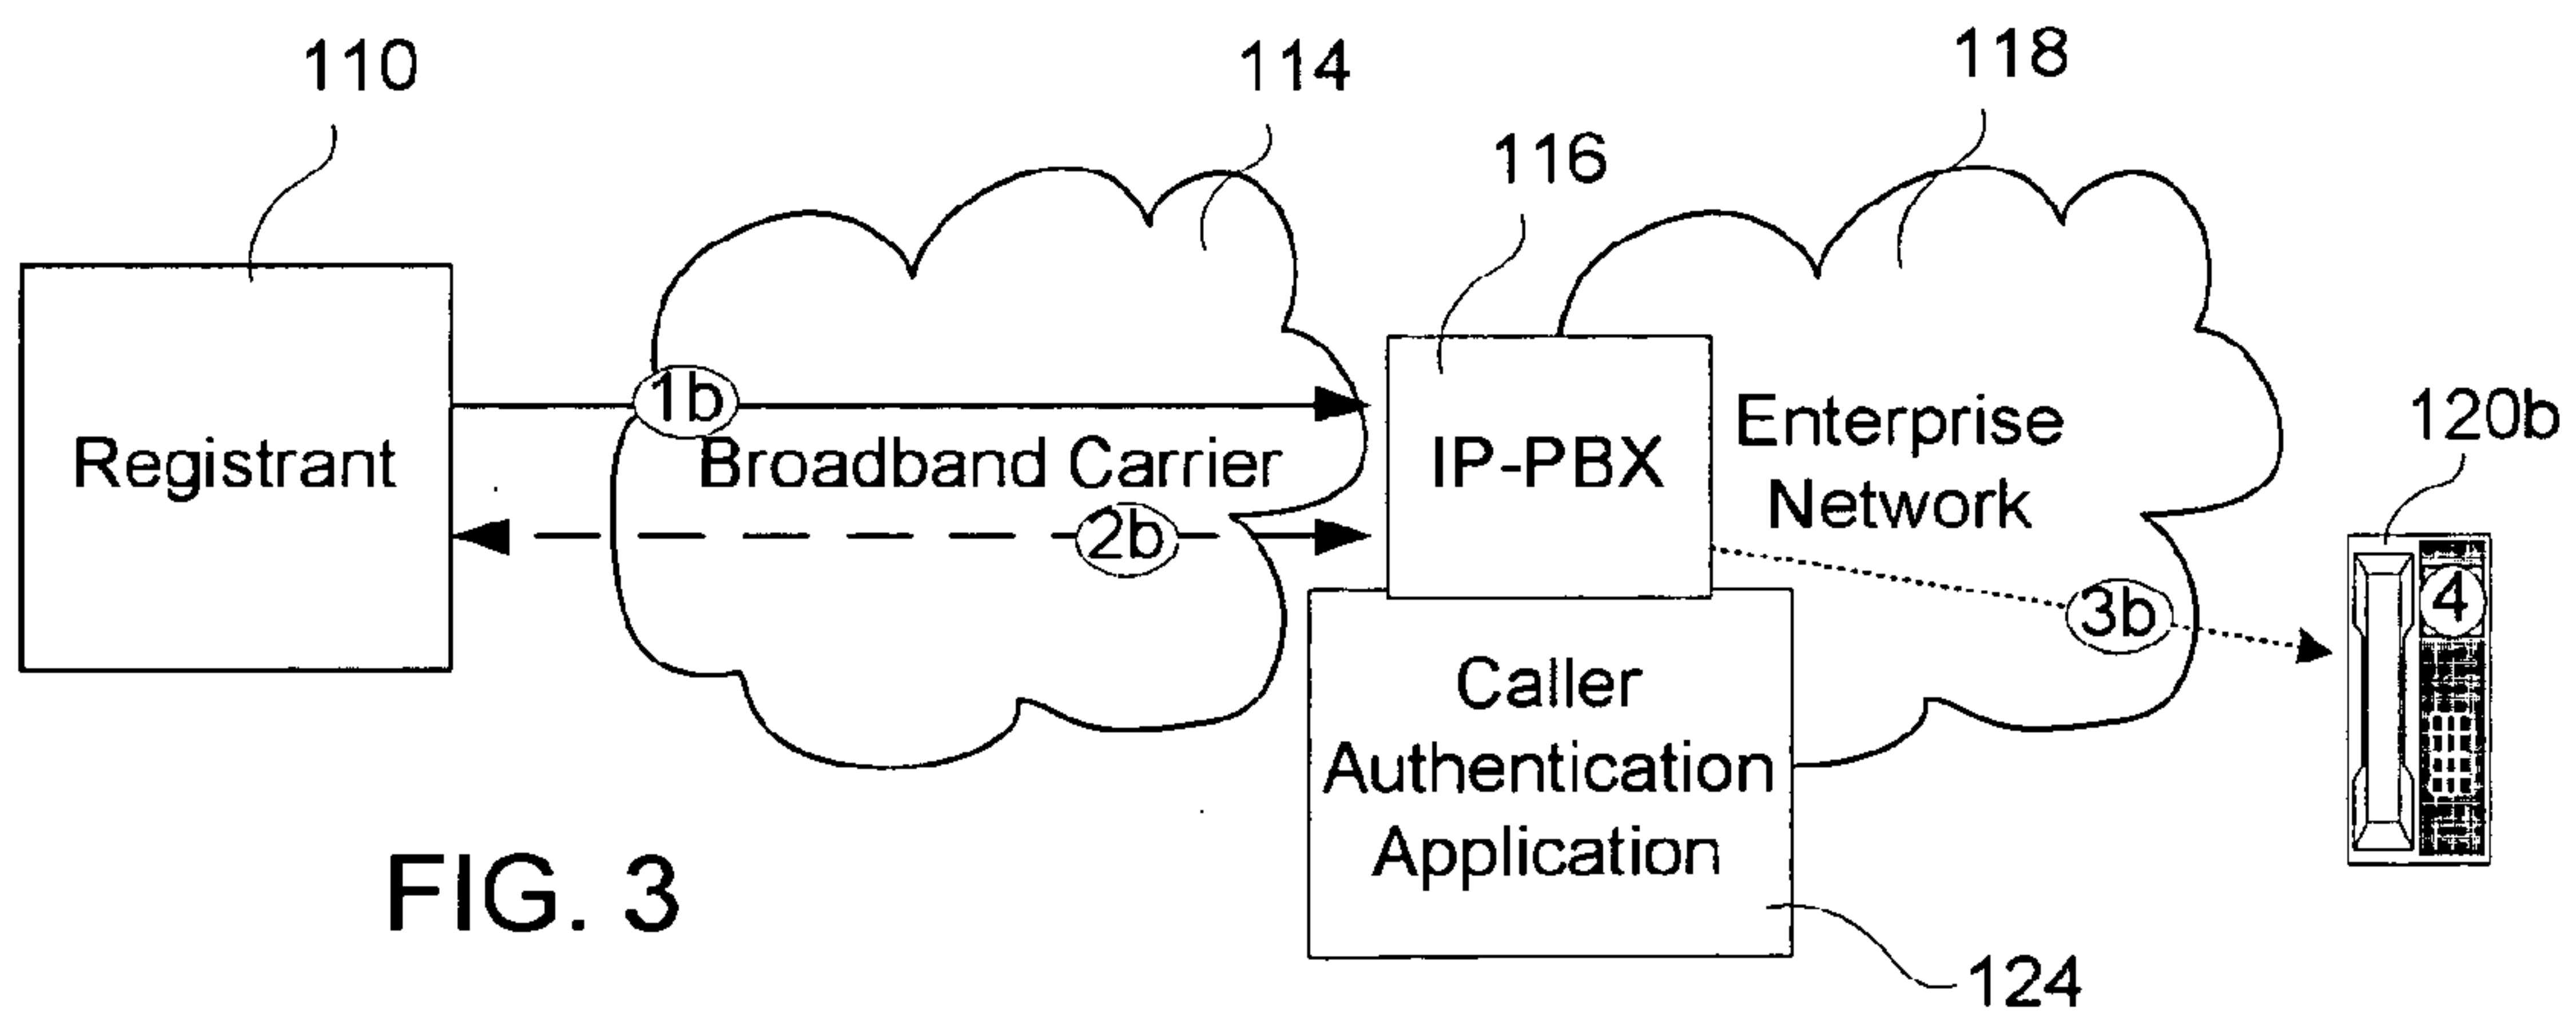 110
114
118
116
120b
1b
Registrant
Broadband Carrier
IP-PBX
Enterprise
Network
2b
3b
4
Caller
Authentication
Application
FIG. 3
124